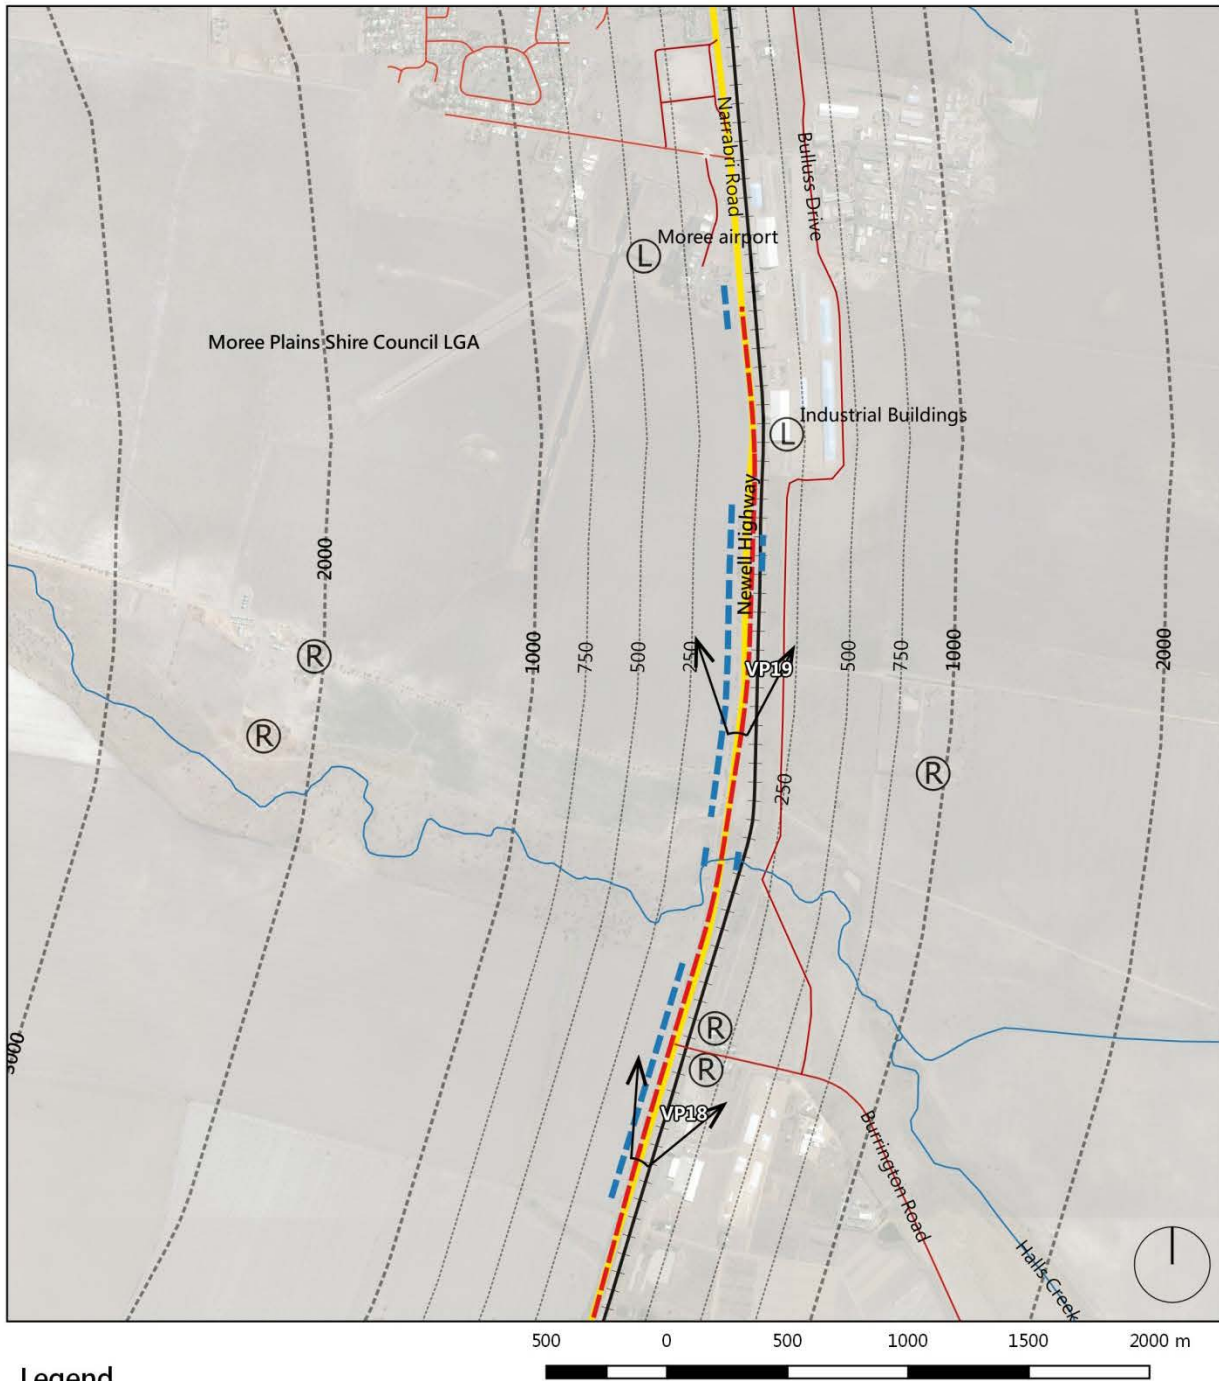 Narrabri Road
Bulluss Drive
L
Moree airport
Moree Plains Shire Council LGA
Industrial Buildings
L
Newell Highway
2000
1000
750
500
250
VP19
500
750
1000
2000
R
R
R
250
3000
R
R
VP18
Burrington Road
Halls Creek
500 0 500 1000 1500 2000 m
Legend